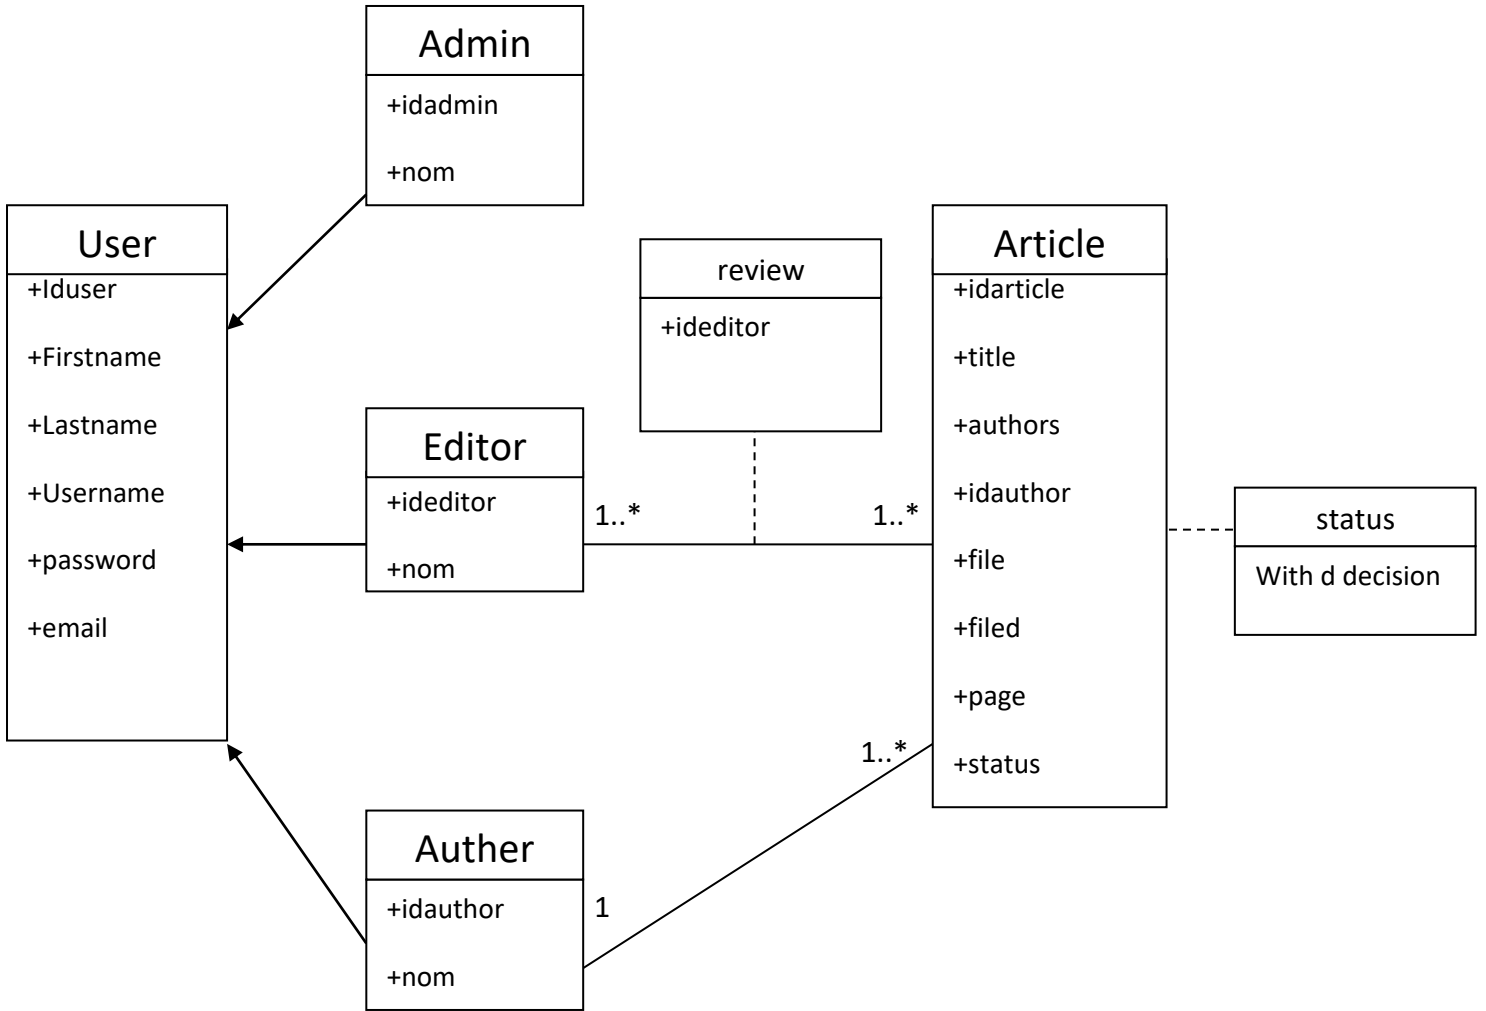 Admin
+idadmin
+nom
User
+Iduser
+Firstname
+Lastname
+Username
+password
+email
review
+ideditor
Article
+idarticle
+title
+authors
+idauthor
+file
+filed
+page
+status
Editor
+ideditor
+nom
1..*
1..*
status
With d decision
1..*
Auther
+idauthor
+nom
1